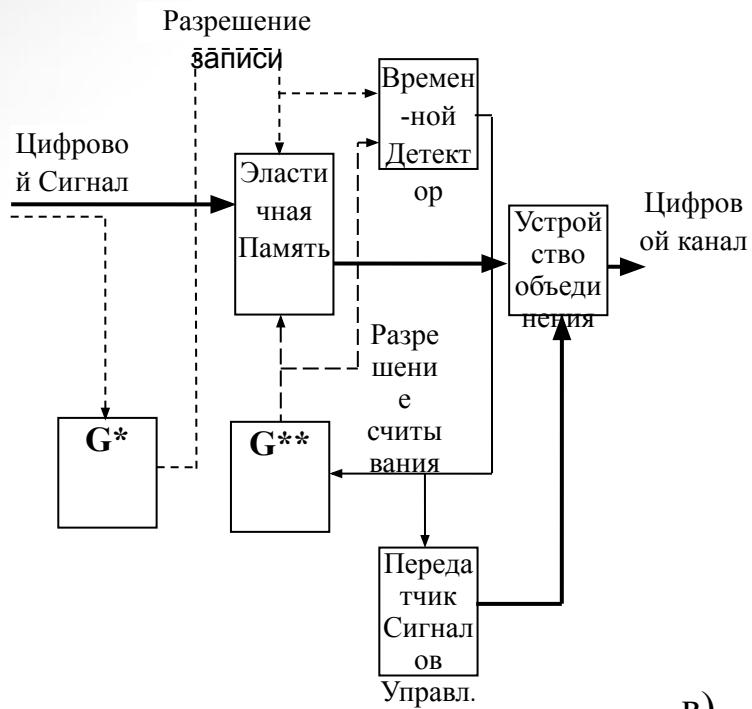 Разрешение
записи
Времен
-ной
Детект
ор
Цифрово
й Сигнал
Эласти
чная
Память
Устрой
ство
объеди
нения
Цифров
ой канал
Разре
шени
е
считы
вания
G*
G**
Переда
тчик
Сигнал
ов
Управл.
в)